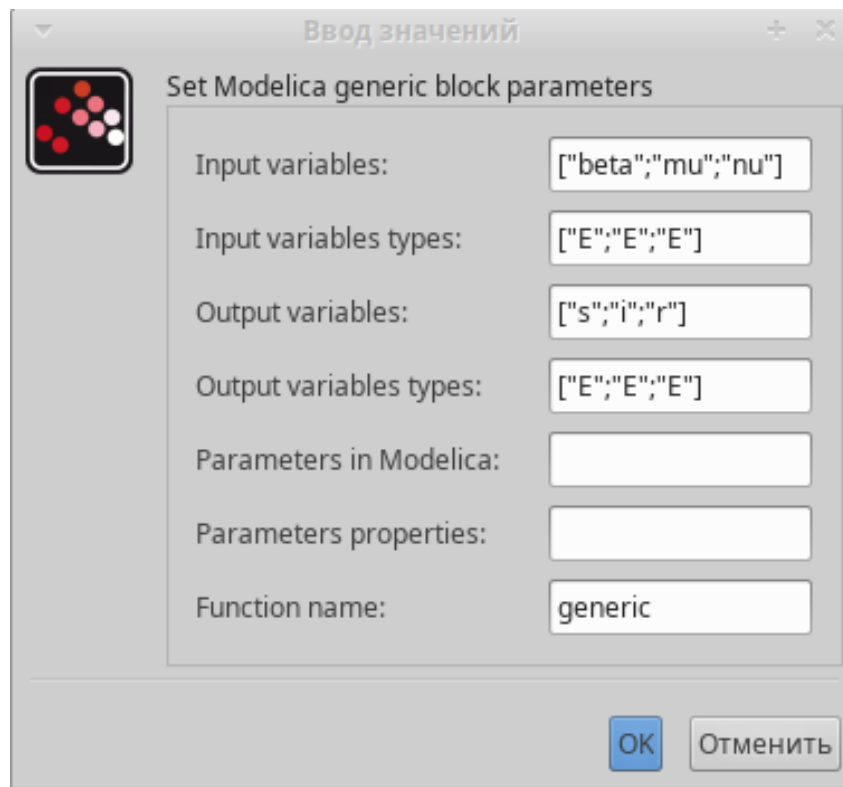 Ввод значений
Set Modelica generic block parameters
Input variables: ["beta";"mu";"nu"]
Input variables types: ["E";"E";"E"]
Output variables: ["s";"i";"r"]
Output variables types: ["E";"E";"E"]
Parameters in Modelica:
Parameters properties:
Function name: generic
OK Отменить